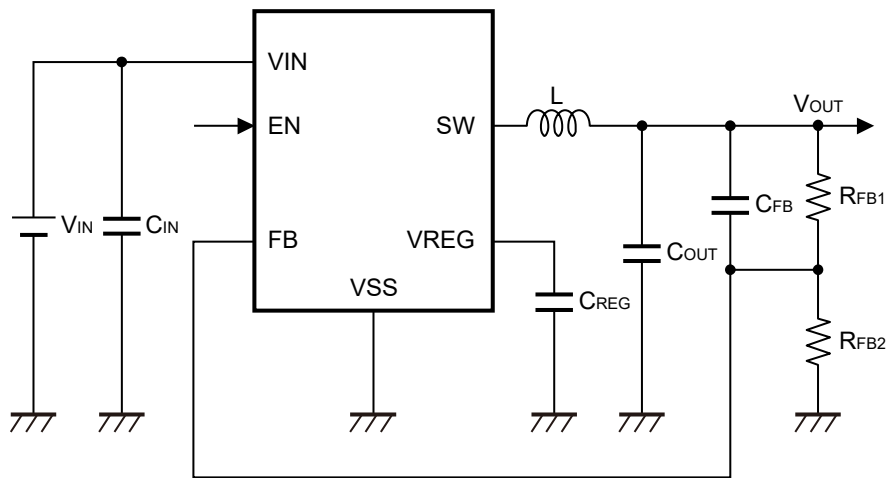 VIN
EN
FB
SW
VREG
VSS
L
VOUT
VIN
CIN
COUT
CREG
CFB
RFB1
RFB2